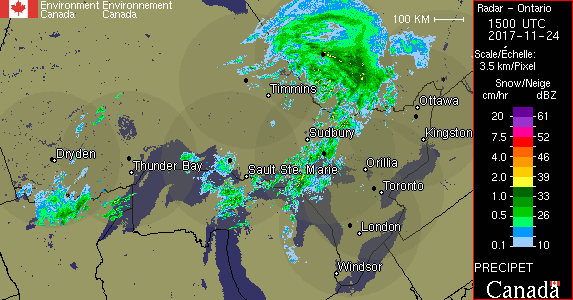 Environment Environnement
Canada Canada
100 KM
Timmins
Ottawa
Sudbury
Kingston
Dryden
Thunder Bay
Sault Ste. Marie
Orillia
Toronto
London
Windsor
Radar - Ontario
1500 UTC
2017-11-24
Scale/Échelle:
3.5 km/Pixel
Snow/Neige
cm/hr dBZ
20 61
7.5 52
4.0 46
2.0 39
1.0 33
0.5 26
0.1 10
PRECIPET
Canada